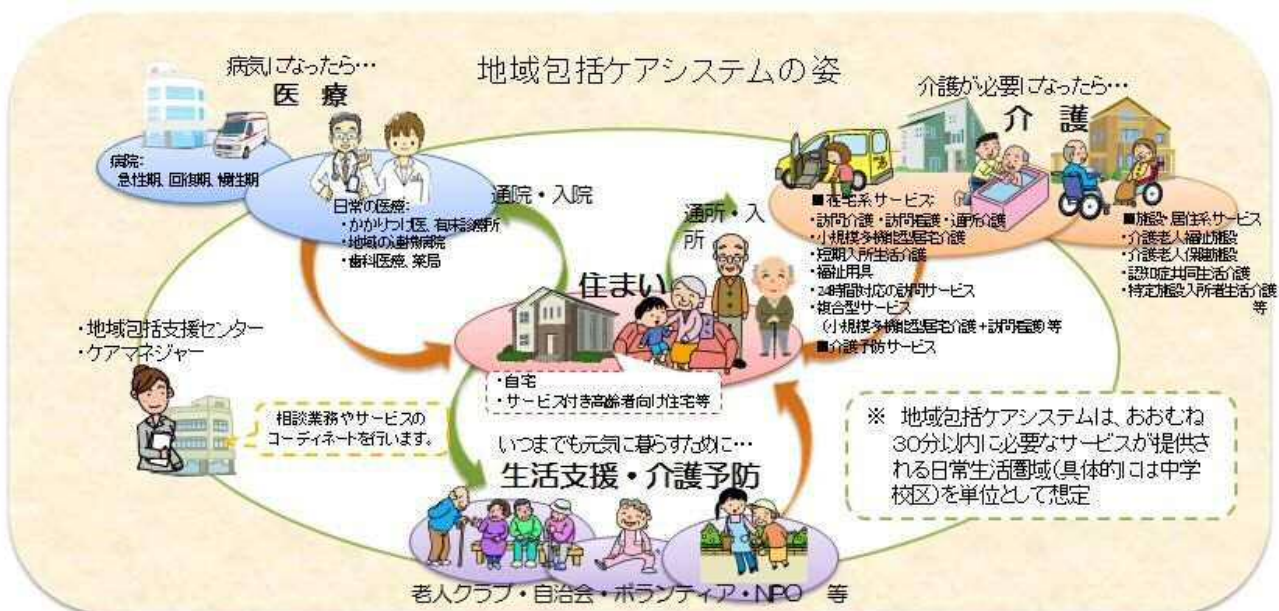 地域包括ケアシステムの姿
病気になったら…
医 療
病院:
急性期、回復期、慢性期
日常の医療:
・かかりつけ医、有床診療所
・地域の連携病院
・歯科医療、薬局
通院・入院
通所・入
所
介護が必要になったら…
介 護
■在宅系サービス:
・訪問介護・訪問看護・通所介護
・小規模多機能型居宅介護
・短期入所生活介護
・福祉用具
・24時間対応の訪問サービス
・複合型サービス
(小規模多機能型居宅介護+訪問看護)等
■介護予防サービス
■施設・居住系サービス
・介護老人福祉施設
・介護老人保健施設
・認知症共同生活介護
・特定施設入所者生活介護
等
住まい
・自宅
・サービス付き高齢者向け住宅等
・地域包括支援センター
・ケアマネジャー
相談業務やサービスの
コーディネートを行います。
いつまでも元気に暮らすために…
生活支援・介護予防
老人クラブ・自治会・ボランティア・NPO 等
※ 地域包括ケアシステムは、おおむね
30分以内に必要なサービスが提供さ
れる日常生活圏域(具体的には中学
校区)を単位として想定